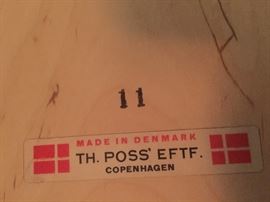 11
MADE IN DENMARK
TH. POSS' EFTF.
COPENHAGEN